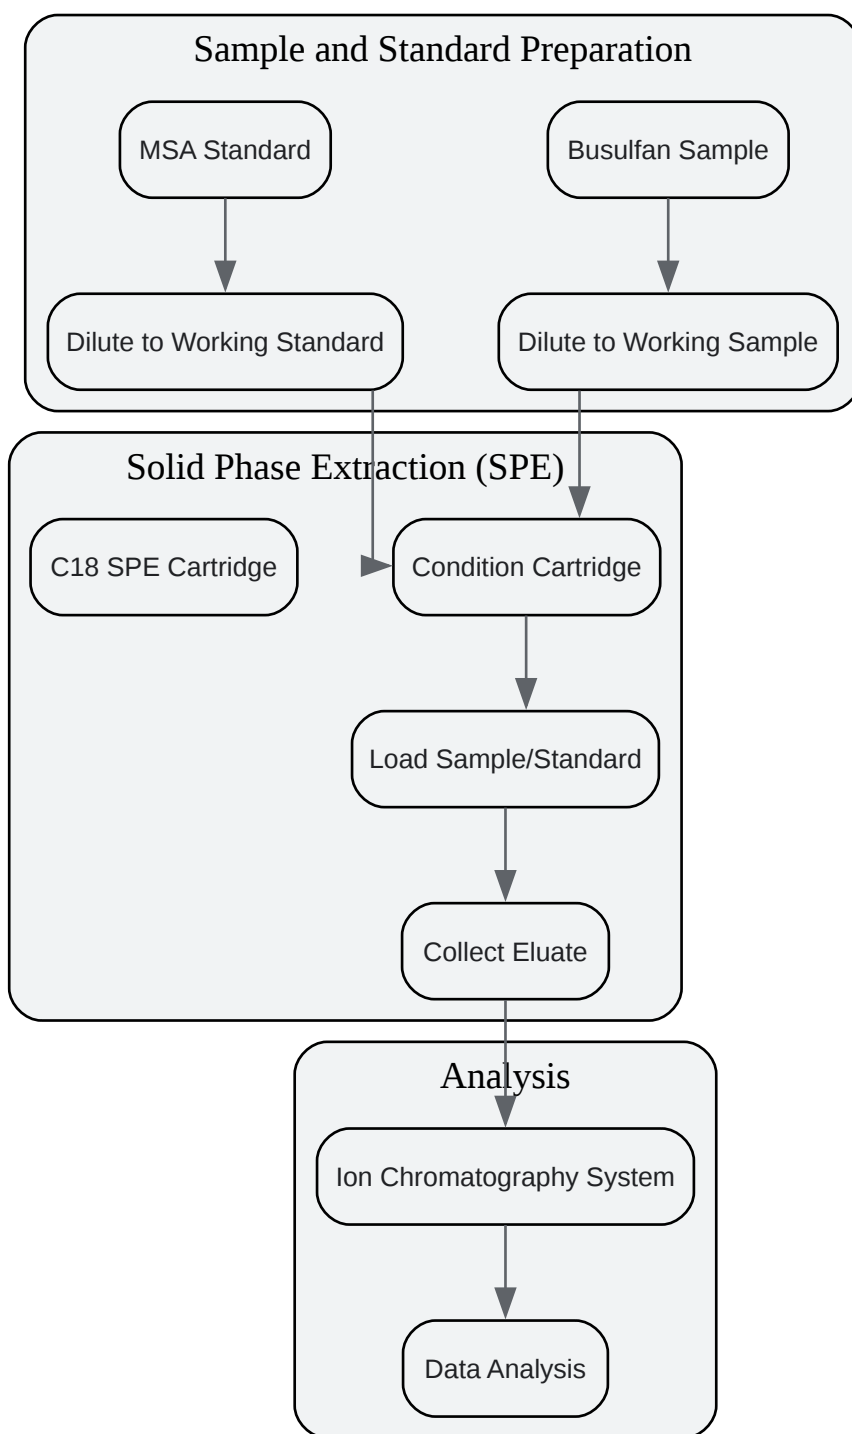 Sample and Standard Preparation
MSA Standard
Busulfan Sample
Dilute to Working Standard
Dilute to Working Sample
Solid Phase Extraction (SPE)
C18 SPE Cartridge
Condition Cartridge
Load Sample/Standard
Collect Eluate
Analysis
Ion Chromatography System
Data Analysis